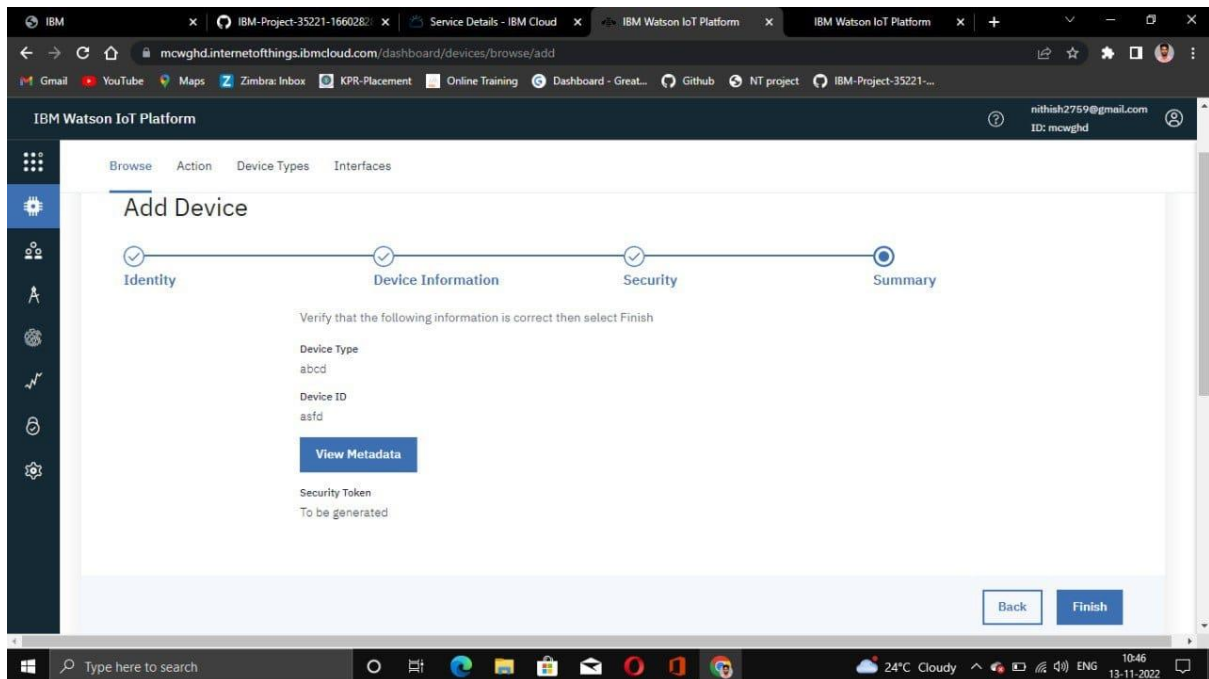 IBM
IBM-Project-35221-1660282
Service Details - IBM Cloud
IBM Watson IoT Platform
IBM Watson IoT Platform
mcwghd.internetofthings.ibmcloud.com/dashboard/devices/browse/add
Gmail
YouTube
Maps
Zimbra: Inbox
KPR-Placement
Online Training
Dashboard - Great...
Github
NT project
IBM-Project-35221-...
IBM Watson IoT Platform
nithish2759@gmail.com
ID: mcwghd
Browse
Action
Device Types
Interfaces
Add Device
Identity
Device Information
Security
Summary
Verify that the following information is correct then select Finish
Device Type
abcd
Device ID
asfd
View Metadata
Security Token
To be generated
Back
Finish
Type here to search
24°C Cloudy
ENG
10:46
13-11-2022